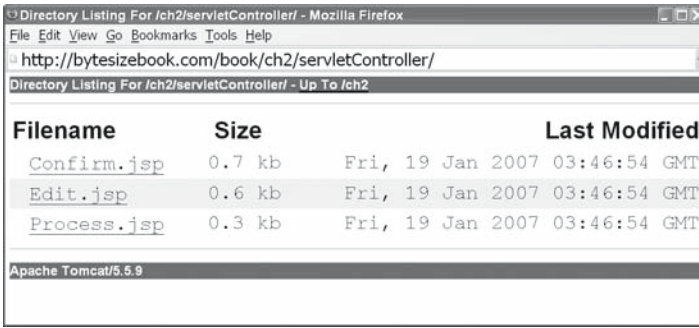 Directory Listing For /ch2/servletController/ - Mozilla Firefox
File Edit View Go Bookmarks Tools Help
http://bytesizebook.com/book/ch2/servletController/
Directory Listing For /ch2/servletController/ - Up To /ch2
Filename Size Last Modified
Confirm.jsp 0.7 kb Fri, 19 Jan 2007 03:46:54 GMT
Edit.jsp 0.6 kb Fri, 19 Jan 2007 03:46:54 GMT
Process.jsp 0.3 kb Fri, 19 Jan 2007 03:46:54 GMT
Apache Tomcat/5.5.9